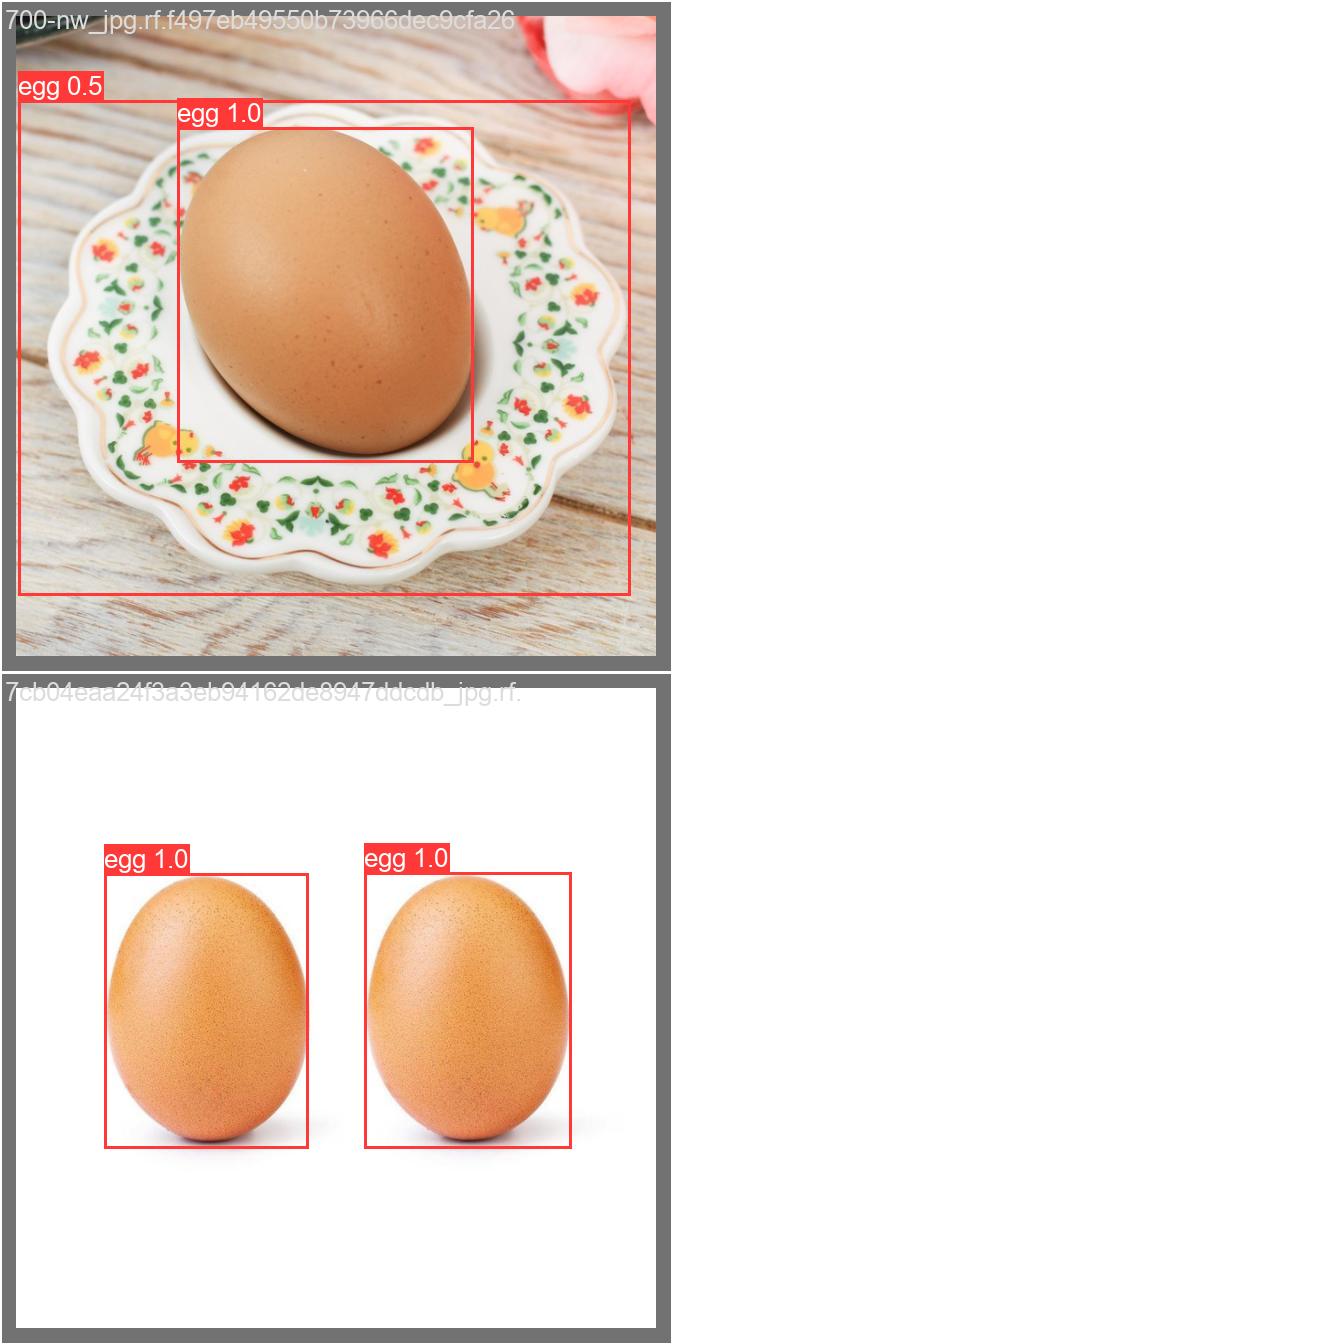 700-nw_jpg.rf.f497eb49550b73966dec9cfa26
egg 0.5
egg 1.0
7cb04eaa24f3a3eb94162de8947ddcdb_jpg.rf.
egg 1.0
egg 1.0